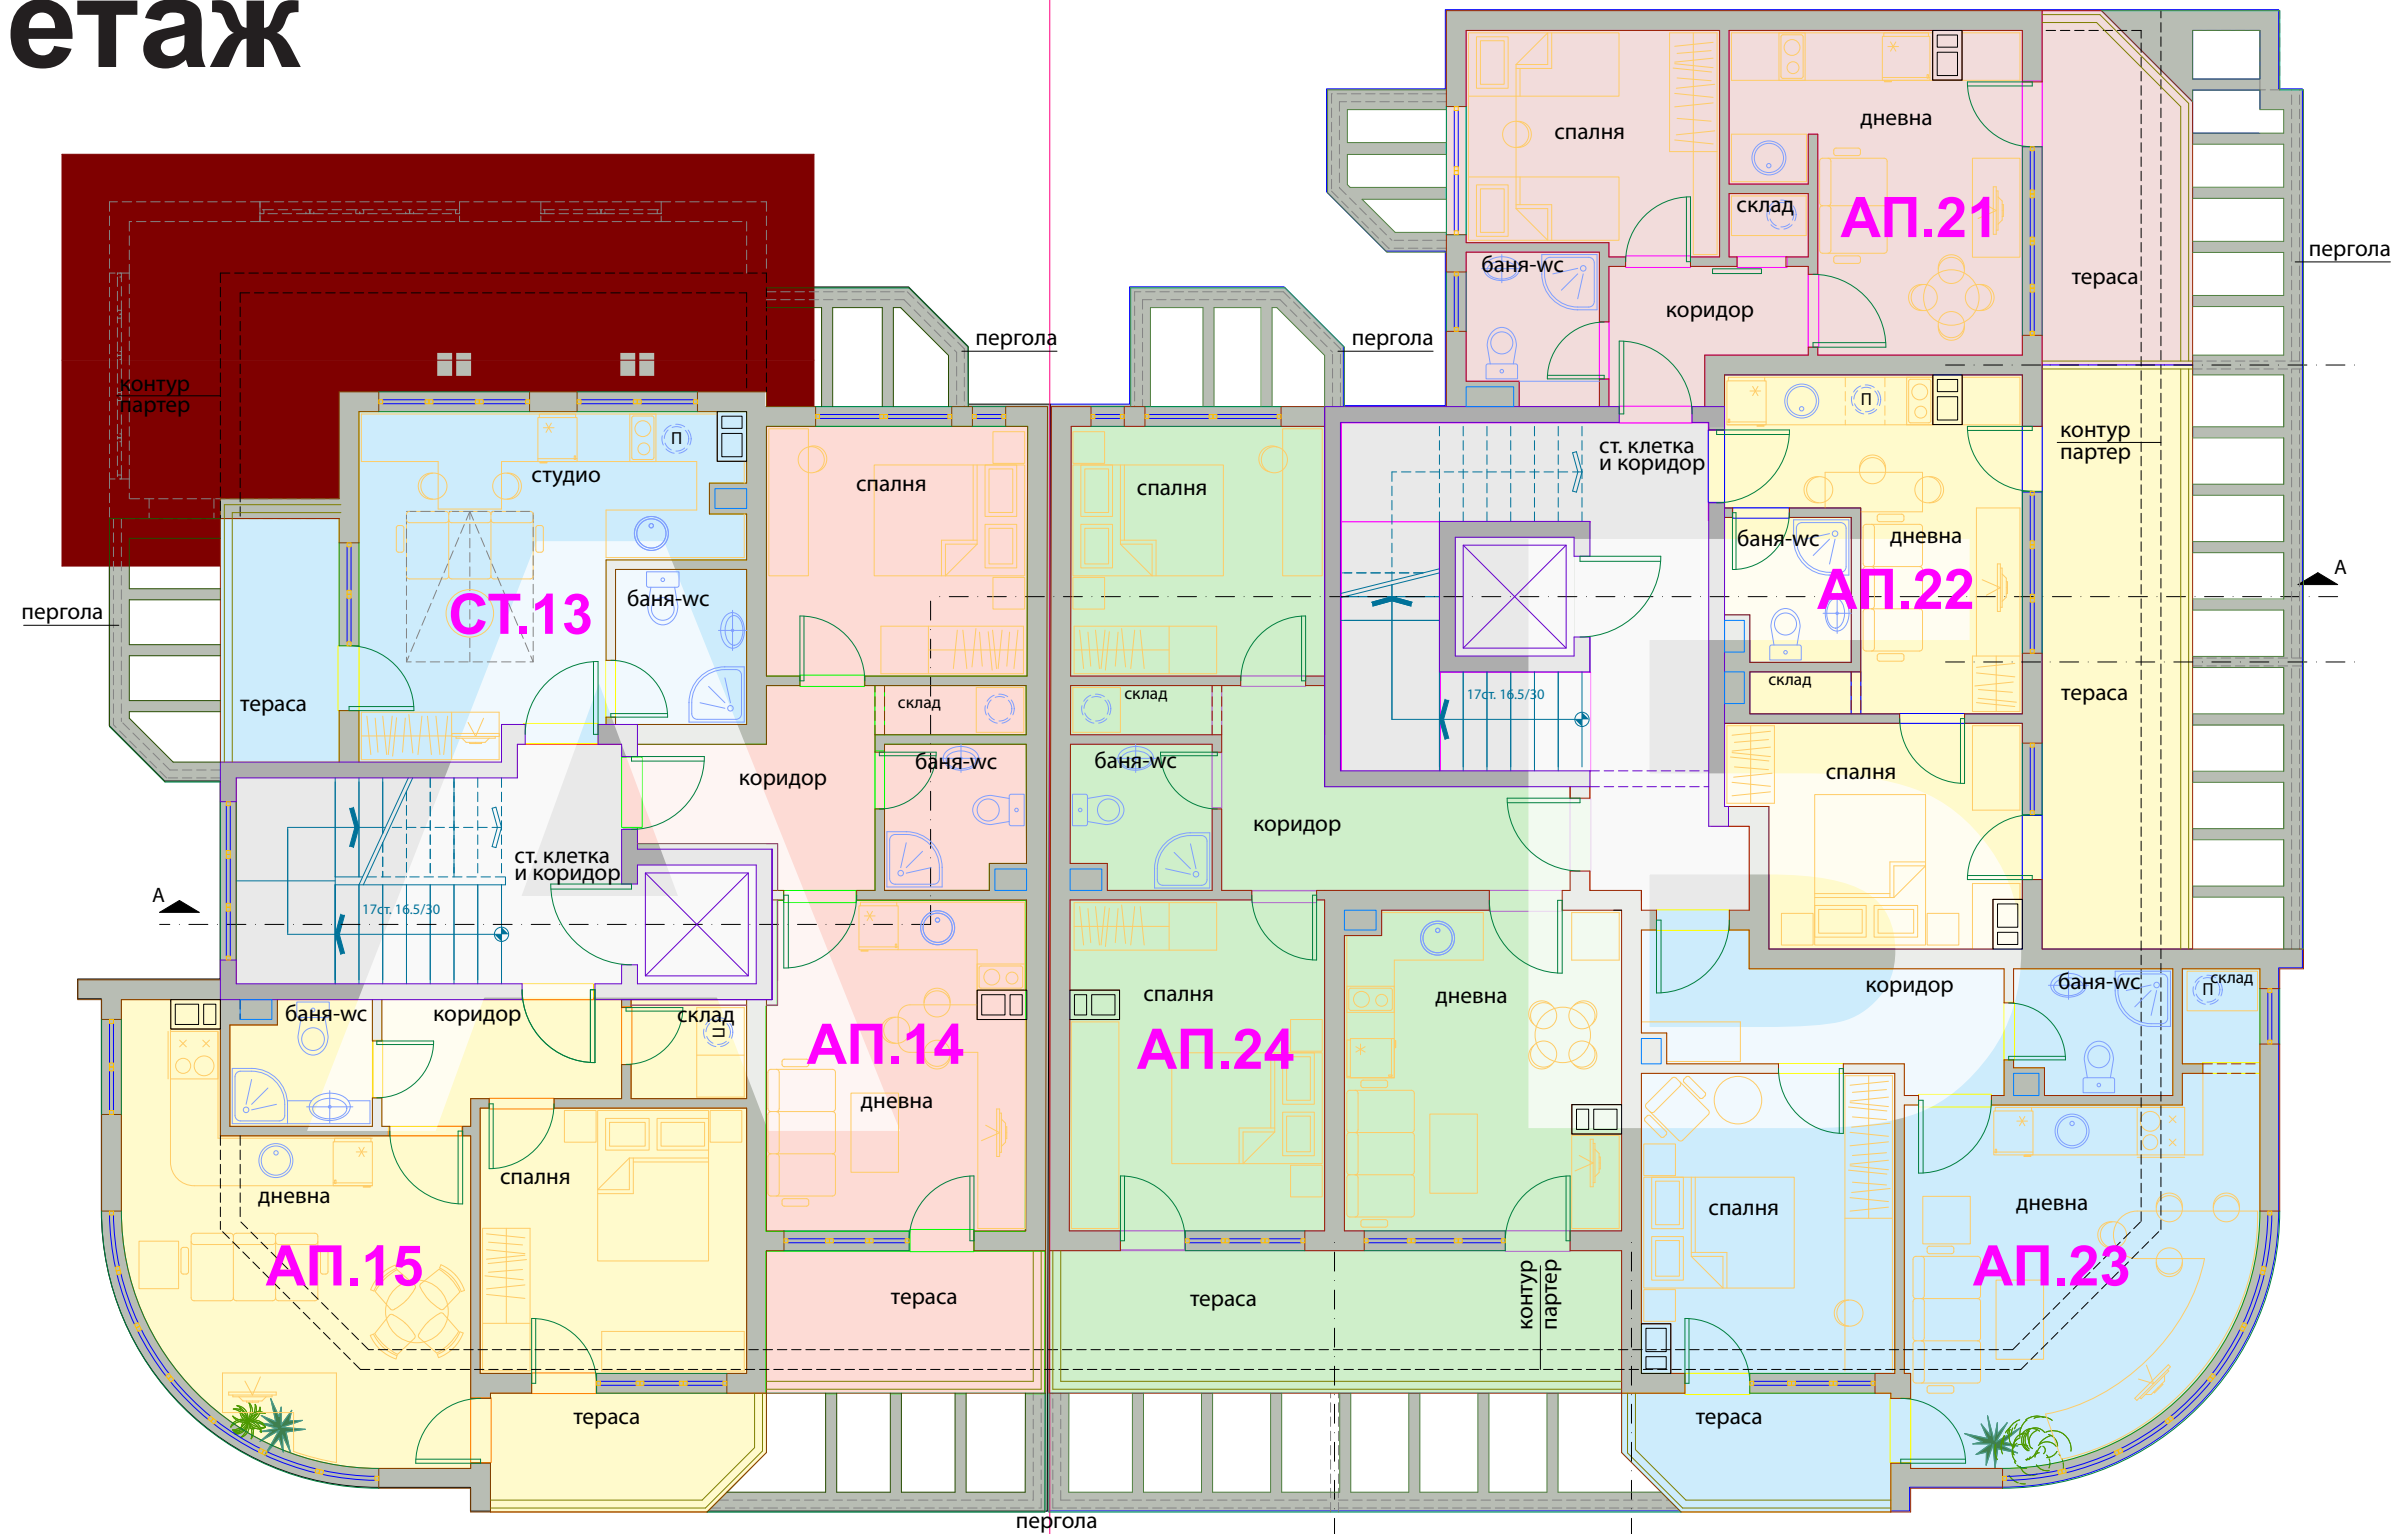 етаж
спалня
дневна
склад
АП.21
баня-wc
коридор
тераса
пергола
пергола
пергола
контур
партер
студио
П
СТ.13
баня-wc
тераса
пергола
спалня
склад
коридор
баня-wc
спалня
склад
баня-wc
коридор
ст. клетка
и коридор
17ст. 16.5/30
П
баня-wc
дневна
АП.22
склад
спалня
контур
партер
тераса
А
А
ст. клетка
и коридор
17ст. 16.5/30
баня-wc
коридор
склад
П
АП.14
дневна
спалня
АП.24
дневна
коридор
баня-wc
П
склад
дневна
спалня
АП.15
спалня
дневна
АП.23
тераса
тераса
контур
партер
тераса
тераса
пергола
А
Б